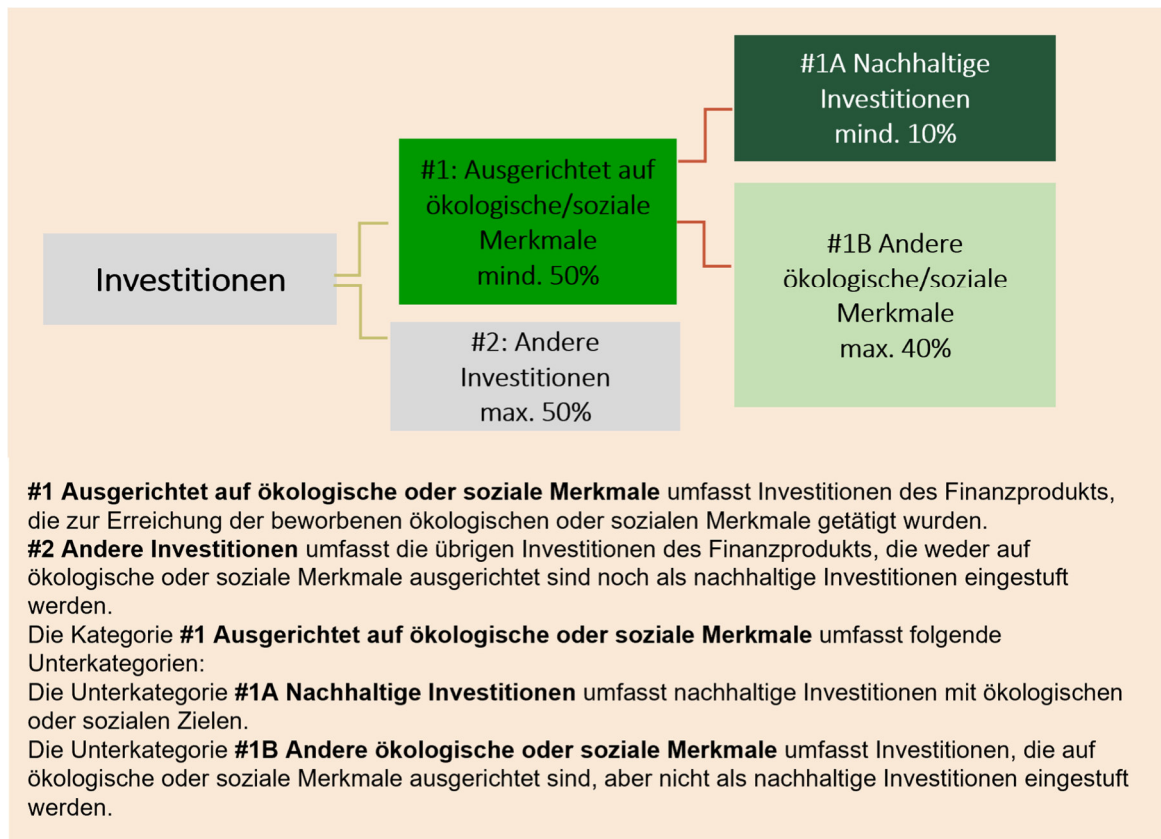 #1A Nachhaltige
Investitionen
mind. 10%
#1: Ausgerichtet auf
ökologische/soziale
Merkmale
mind. 50%
#1B Andere
ökologische/soziale
Merkmale
max. 40%
Investitionen
#2: Andere
Investitionen
max. 50%
#1 Ausgerichtet auf ökologische oder soziale Merkmale umfasst Investitionen des Finanzprodukts,
die zur Erreichung der beworbenen ökologischen oder sozialen Merkmale getätigt wurden.
#2 Andere Investitionen umfasst die übrigen Investitionen des Finanzprodukts, die weder auf
ökologische oder soziale Merkmale ausgerichtet sind noch als nachhaltige Investitionen eingestuft
werden.
Die Kategorie #1 Ausgerichtet auf ökologische oder soziale Merkmale umfasst folgende
Unterkategorien:
Die Unterkategorie #1A Nachhaltige Investitionen umfasst nachhaltige Investitionen mit ökologischen
oder sozialen Zielen.
Die Unterkategorie #1B Andere ökologische oder soziale Merkmale umfasst Investitionen, die auf
ökologische oder soziale Merkmale ausgerichtet sind, aber nicht als nachhaltige Investitionen eingestuft
werden.